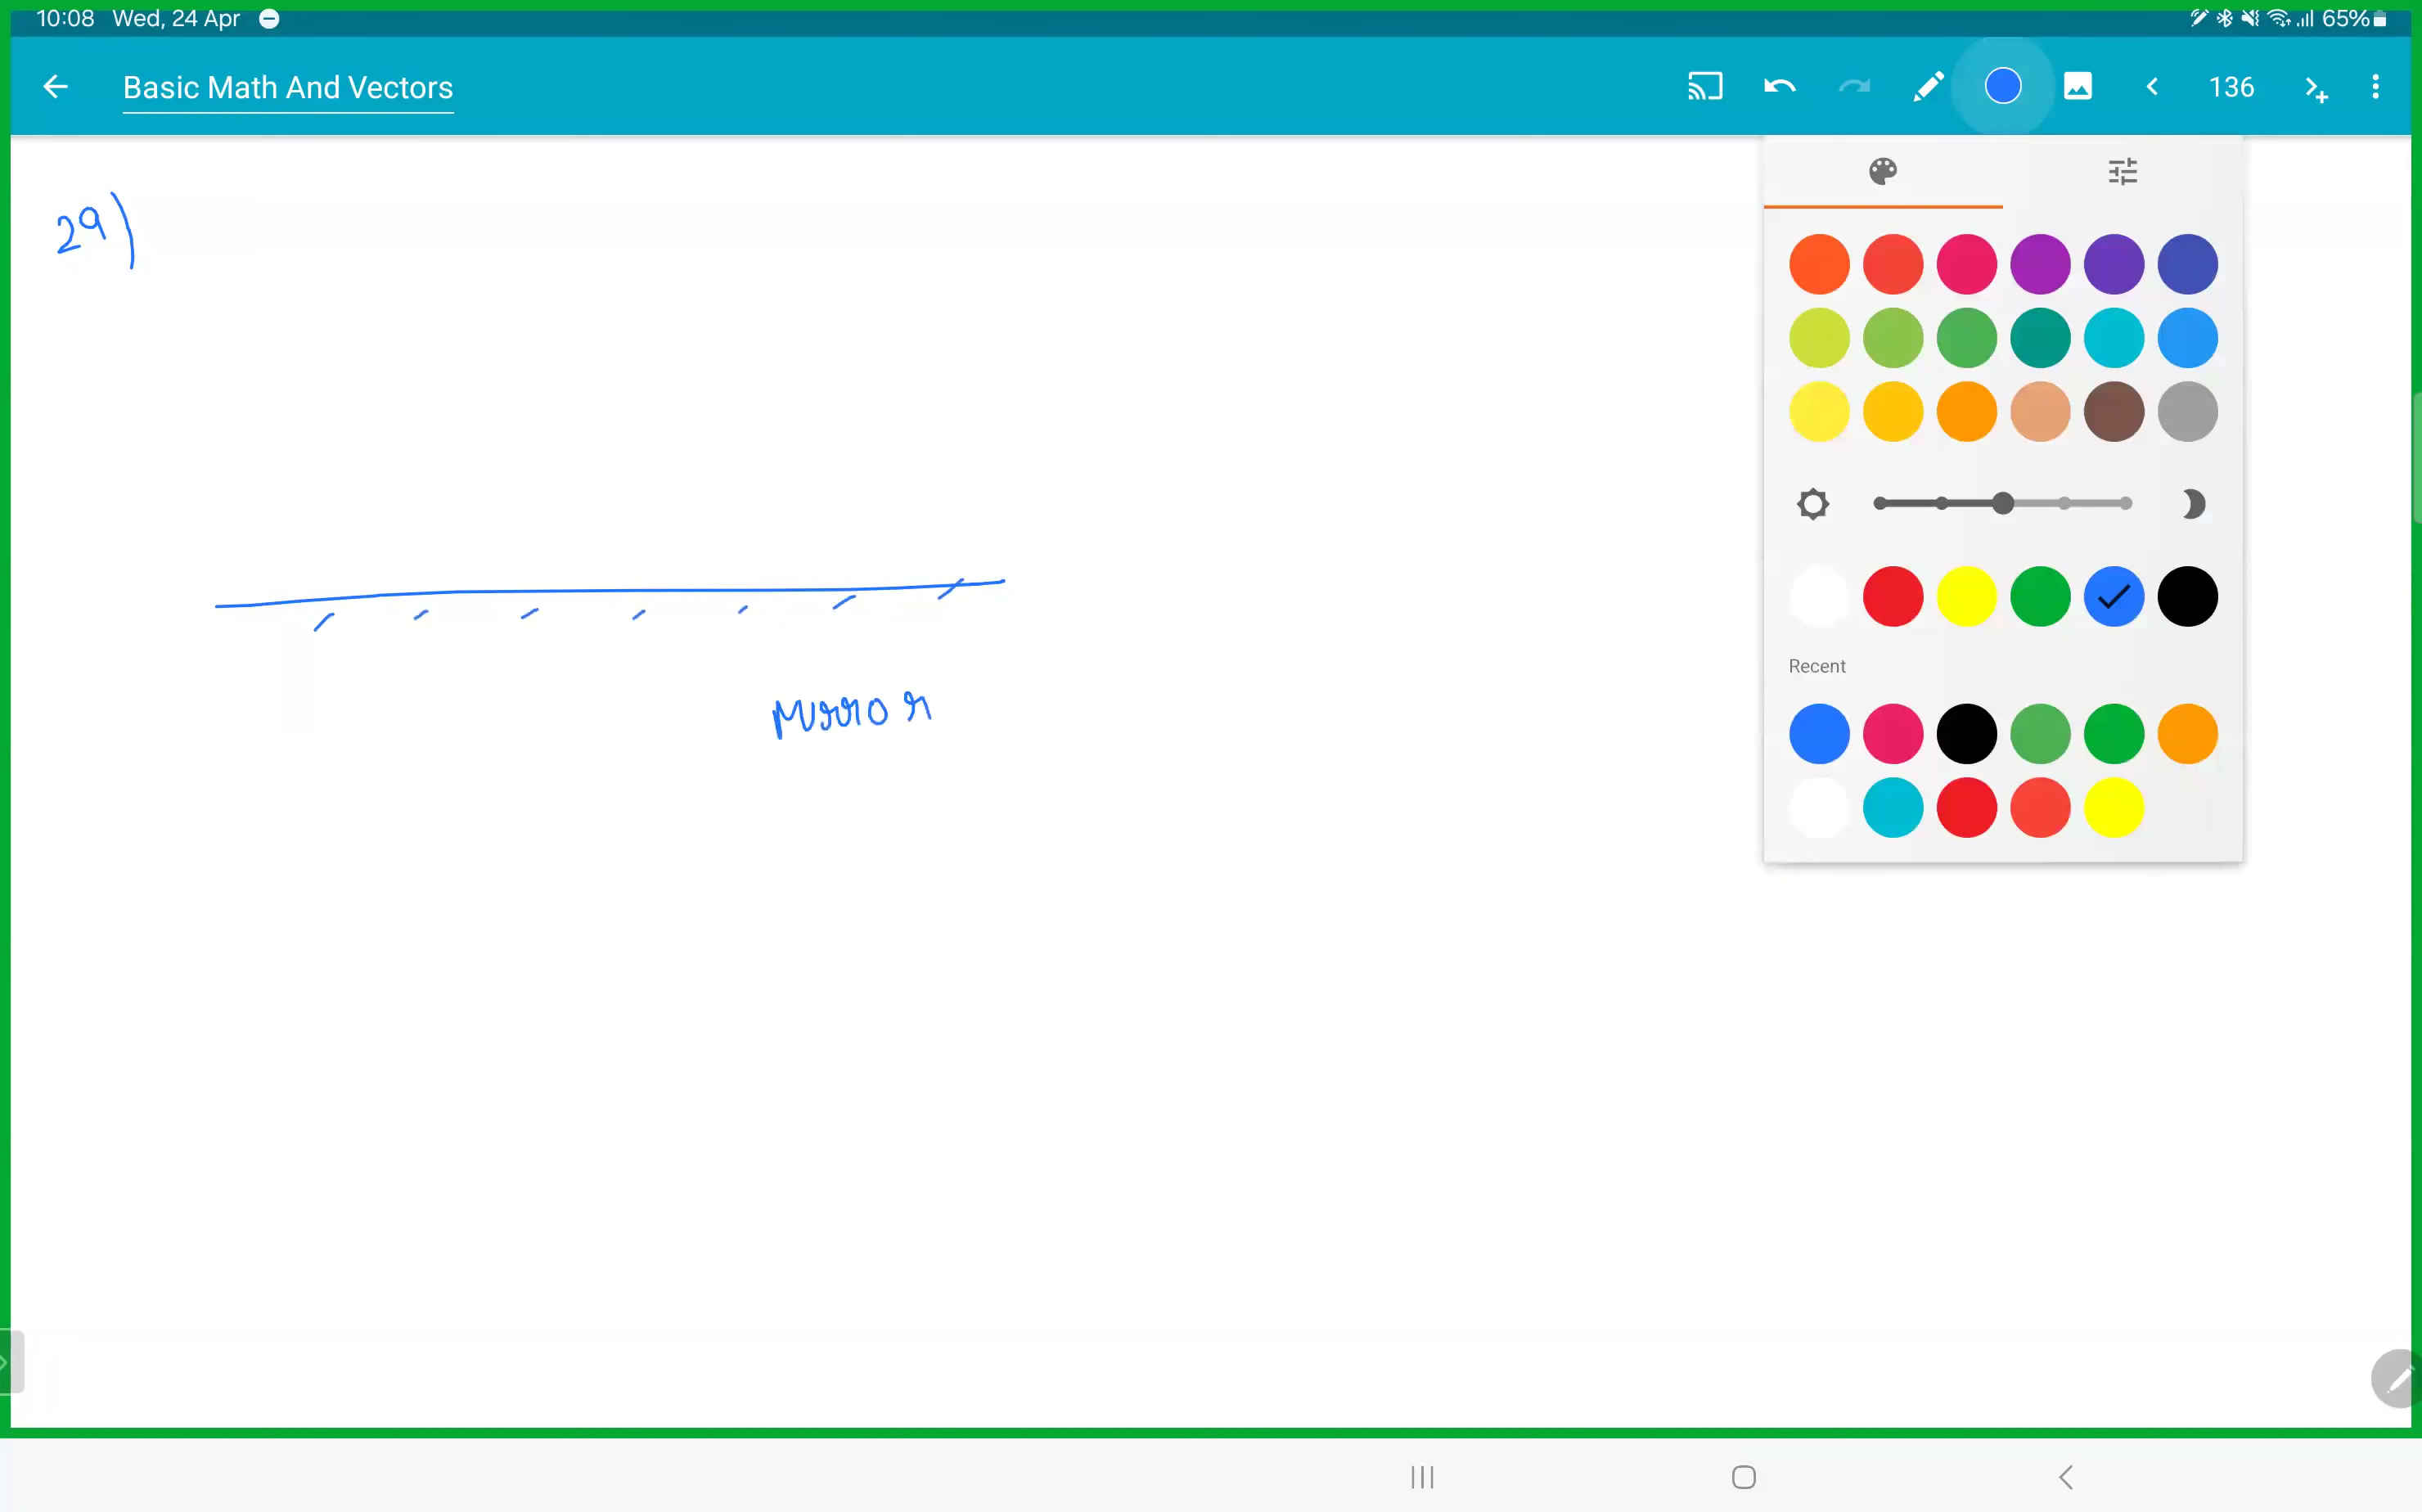 10:08 Wed, 24 Apr 65%
Basic Math And Vectors 136
29)
Mirror
Recent